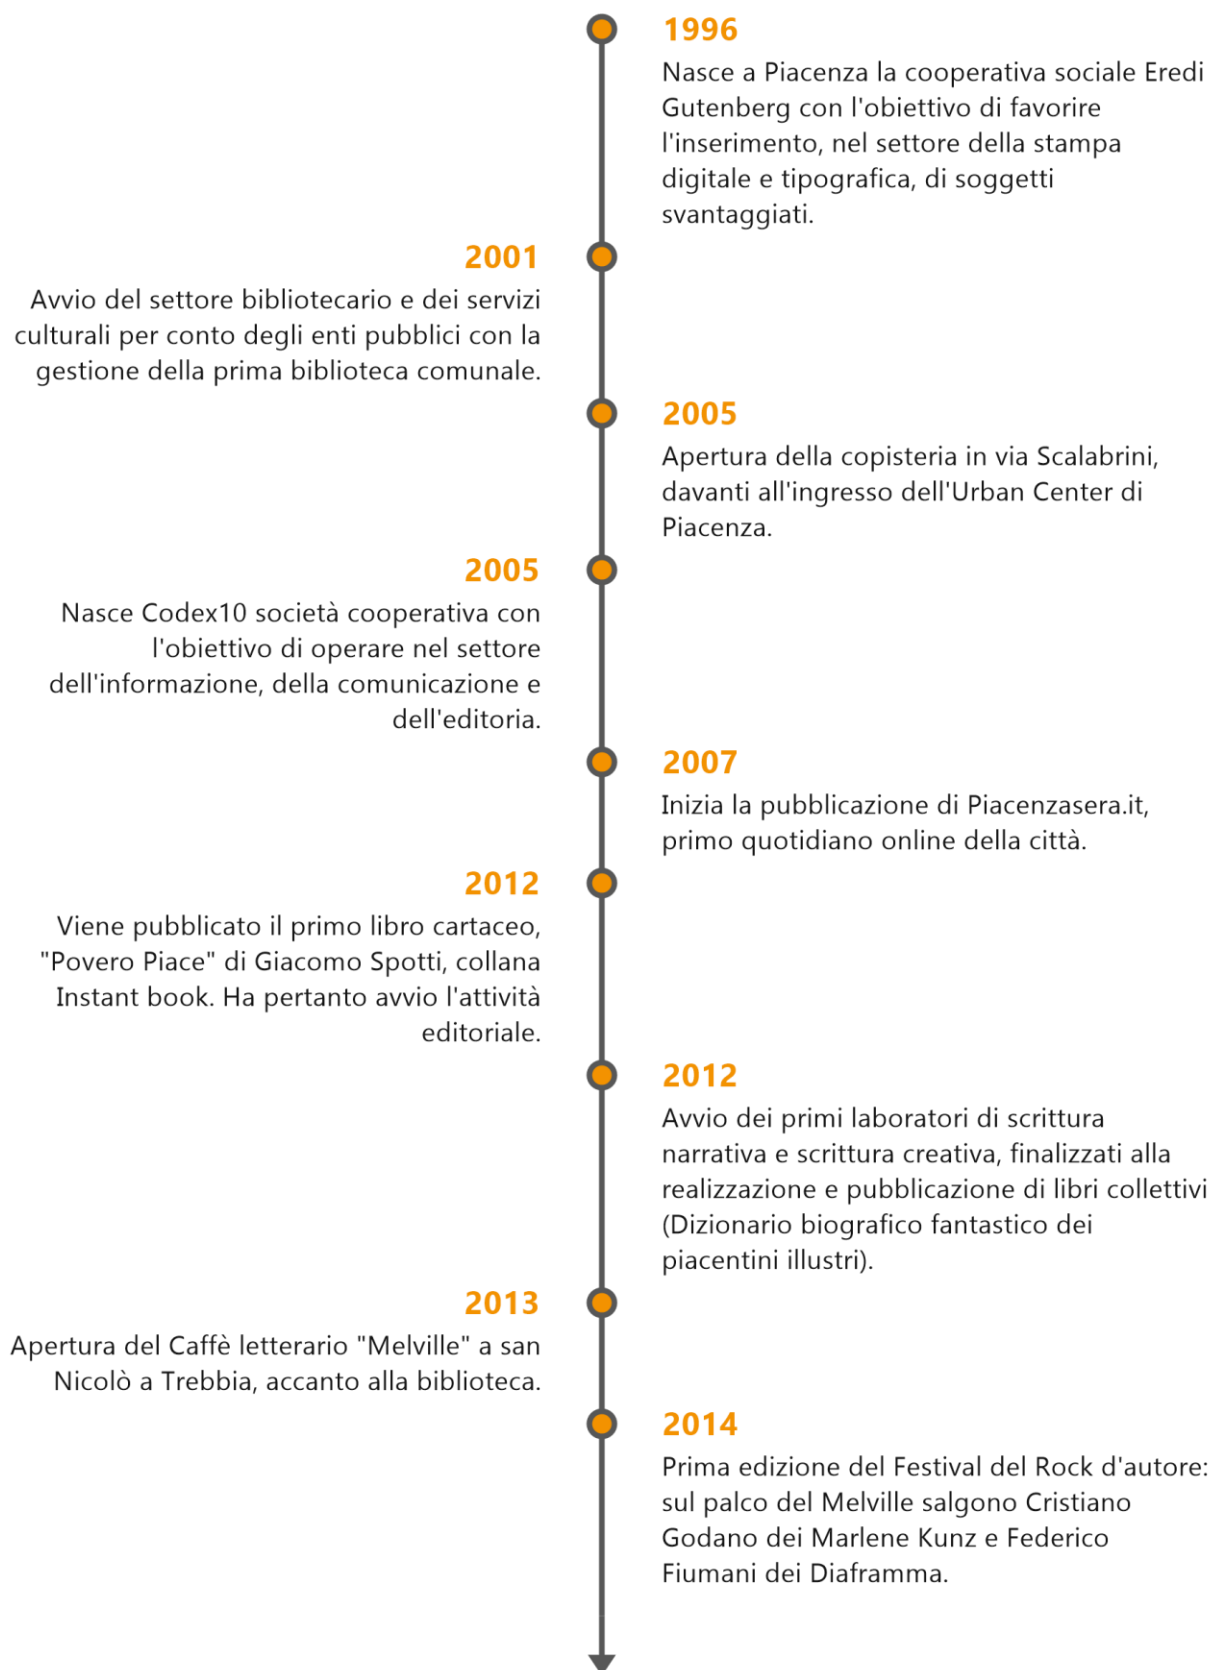 1996
Nasce a Piacenza la cooperativa sociale Eredi
Gutenberg con l'obiettivo di favorire
l'inserimento, nel settore della stampa
digitale e tipografica, di soggetti
svantaggiati.
2001
Avvio del settore bibliotecario e dei servizi
culturali per conto degli enti pubblici con la
gestione della prima biblioteca comunale.
2005
Apertura della copisteria in via Scalabrini,
davanti all'ingresso dell'Urban Center di
Piacenza.
2005
Nasce Codex10 società cooperativa con
l'obiettivo di operare nel settore
dell'informazione, della comunicazione e
dell'editoria.
2007
Inizia la pubblicazione di Piacenzasera.it,
primo quotidiano online della città.
2012
Viene pubblicato il primo libro cartaceo,
"Povero Piace" di Giacomo Spotti, collana
Instant book. Ha pertanto avvio l'attività
editoriale.
2012
Avvio dei primi laboratori di scrittura
narrativa e scrittura creativa, finalizzati alla
realizzazione e pubblicazione di libri collettivi
(Dizionario biografico fantastico dei
piacentini illustri).
2013
Apertura del Caffè letterario "Melville" a san
Nicolò a Trebbia, accanto alla biblioteca.
2014
Prima edizione del Festival del Rock d'autore:
sul palco del Melville salgono Cristiano
Godano dei Marlene Kunz e Federico
Fiumani dei Diaframma.